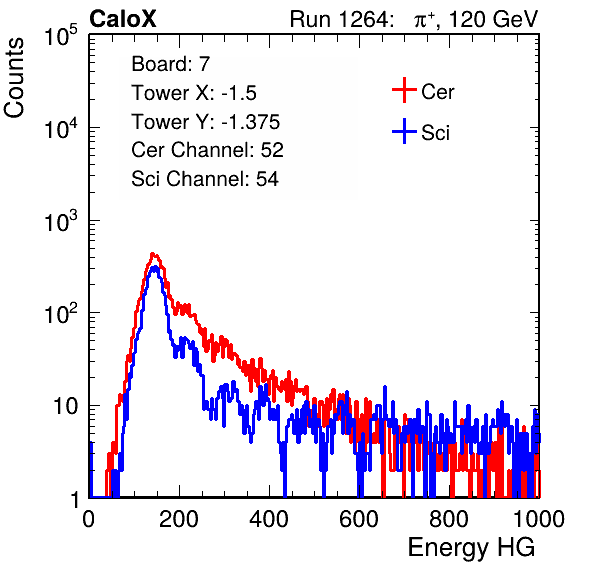 CaloX Run 1264: π⁺, 120 GeV
Counts
10⁵
10⁴
10³
10²
10
1
Board: 7
Tower X: -1.5
Tower Y: -1.375
Cer Channel: 52
Sci Channel: 54
Cer
Sci
0 200 400 600 800 1000
Energy HG